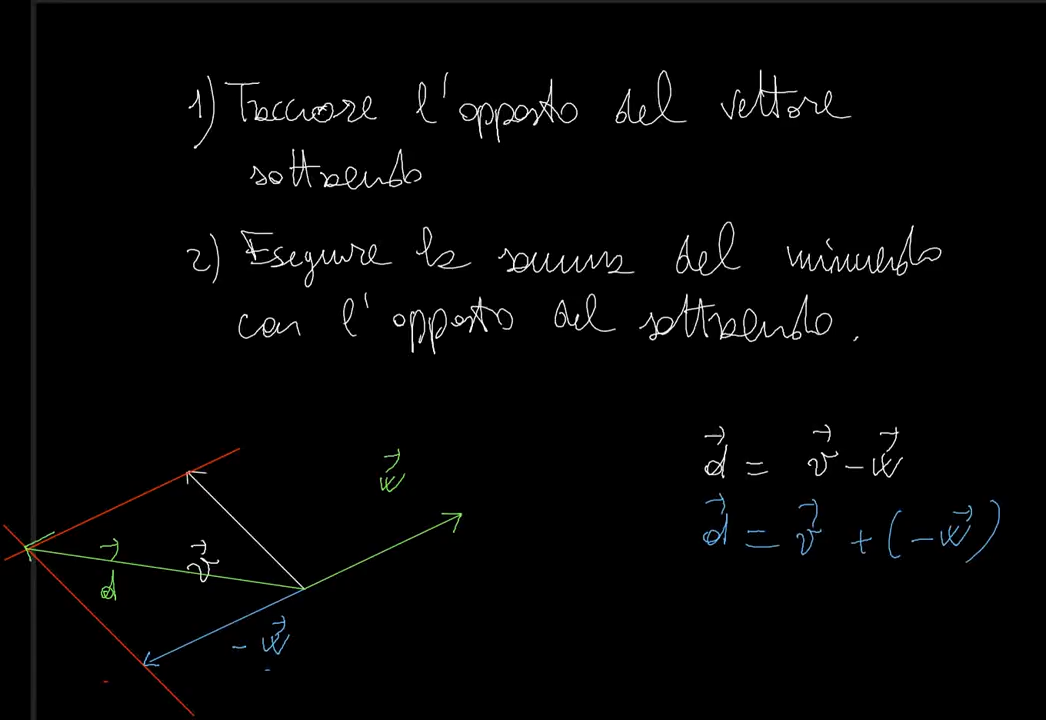 1) Tracciare l'opposto del vettore
sottraendo
2) Eseguire la somma del minuendo
con l'opposto del sottraendo.
w⃗
d⃗ = v⃗ - w⃗
d⃗ = v⃗ + (-w⃗)
v⃗
d⃗
- w⃗